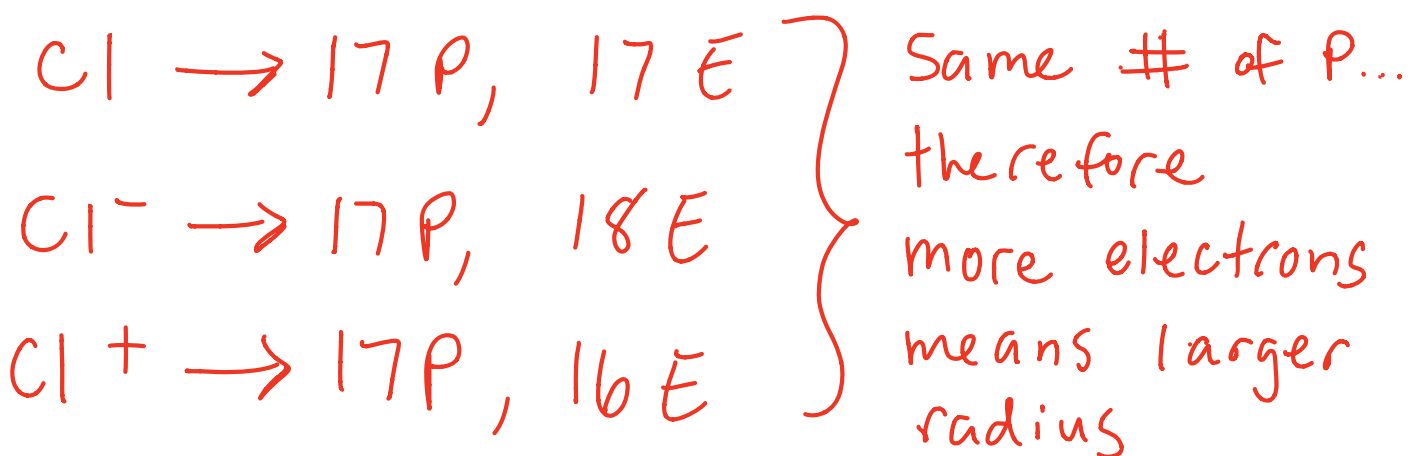 Cl → 17 P, 17 E
Cl⁻ → 17 P, 18 E
Cl⁺ → 17 P, 16 E
Same # of P...
therefore
more electrons
means larger
radius